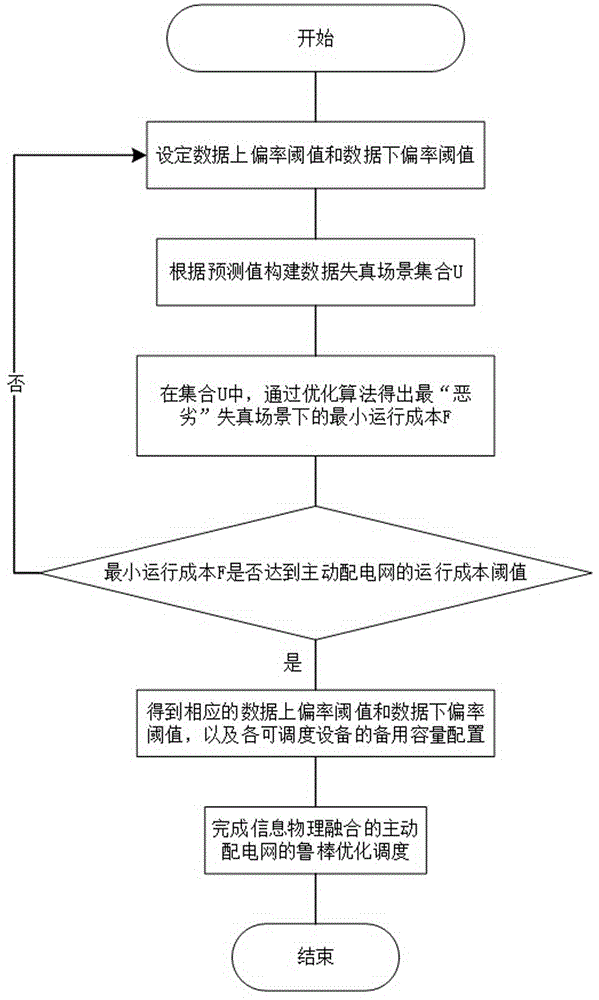 开始
设定数据上偏率阈值和数据下偏率阈值
根据预测值构建数据失真场景集合U
在集合U中，通过优化算法得出最“恶
劣”失真场景下的最小运行成本F
否
最小运行成本F是否达到主动配电网的运行成本阈值
是
得到相应的数据上偏率阈值和数据下偏率
阈值，以及各可调度设备的备用容量配置
完成信息物理融合的主动
配电网的鲁棒优化调度
结束